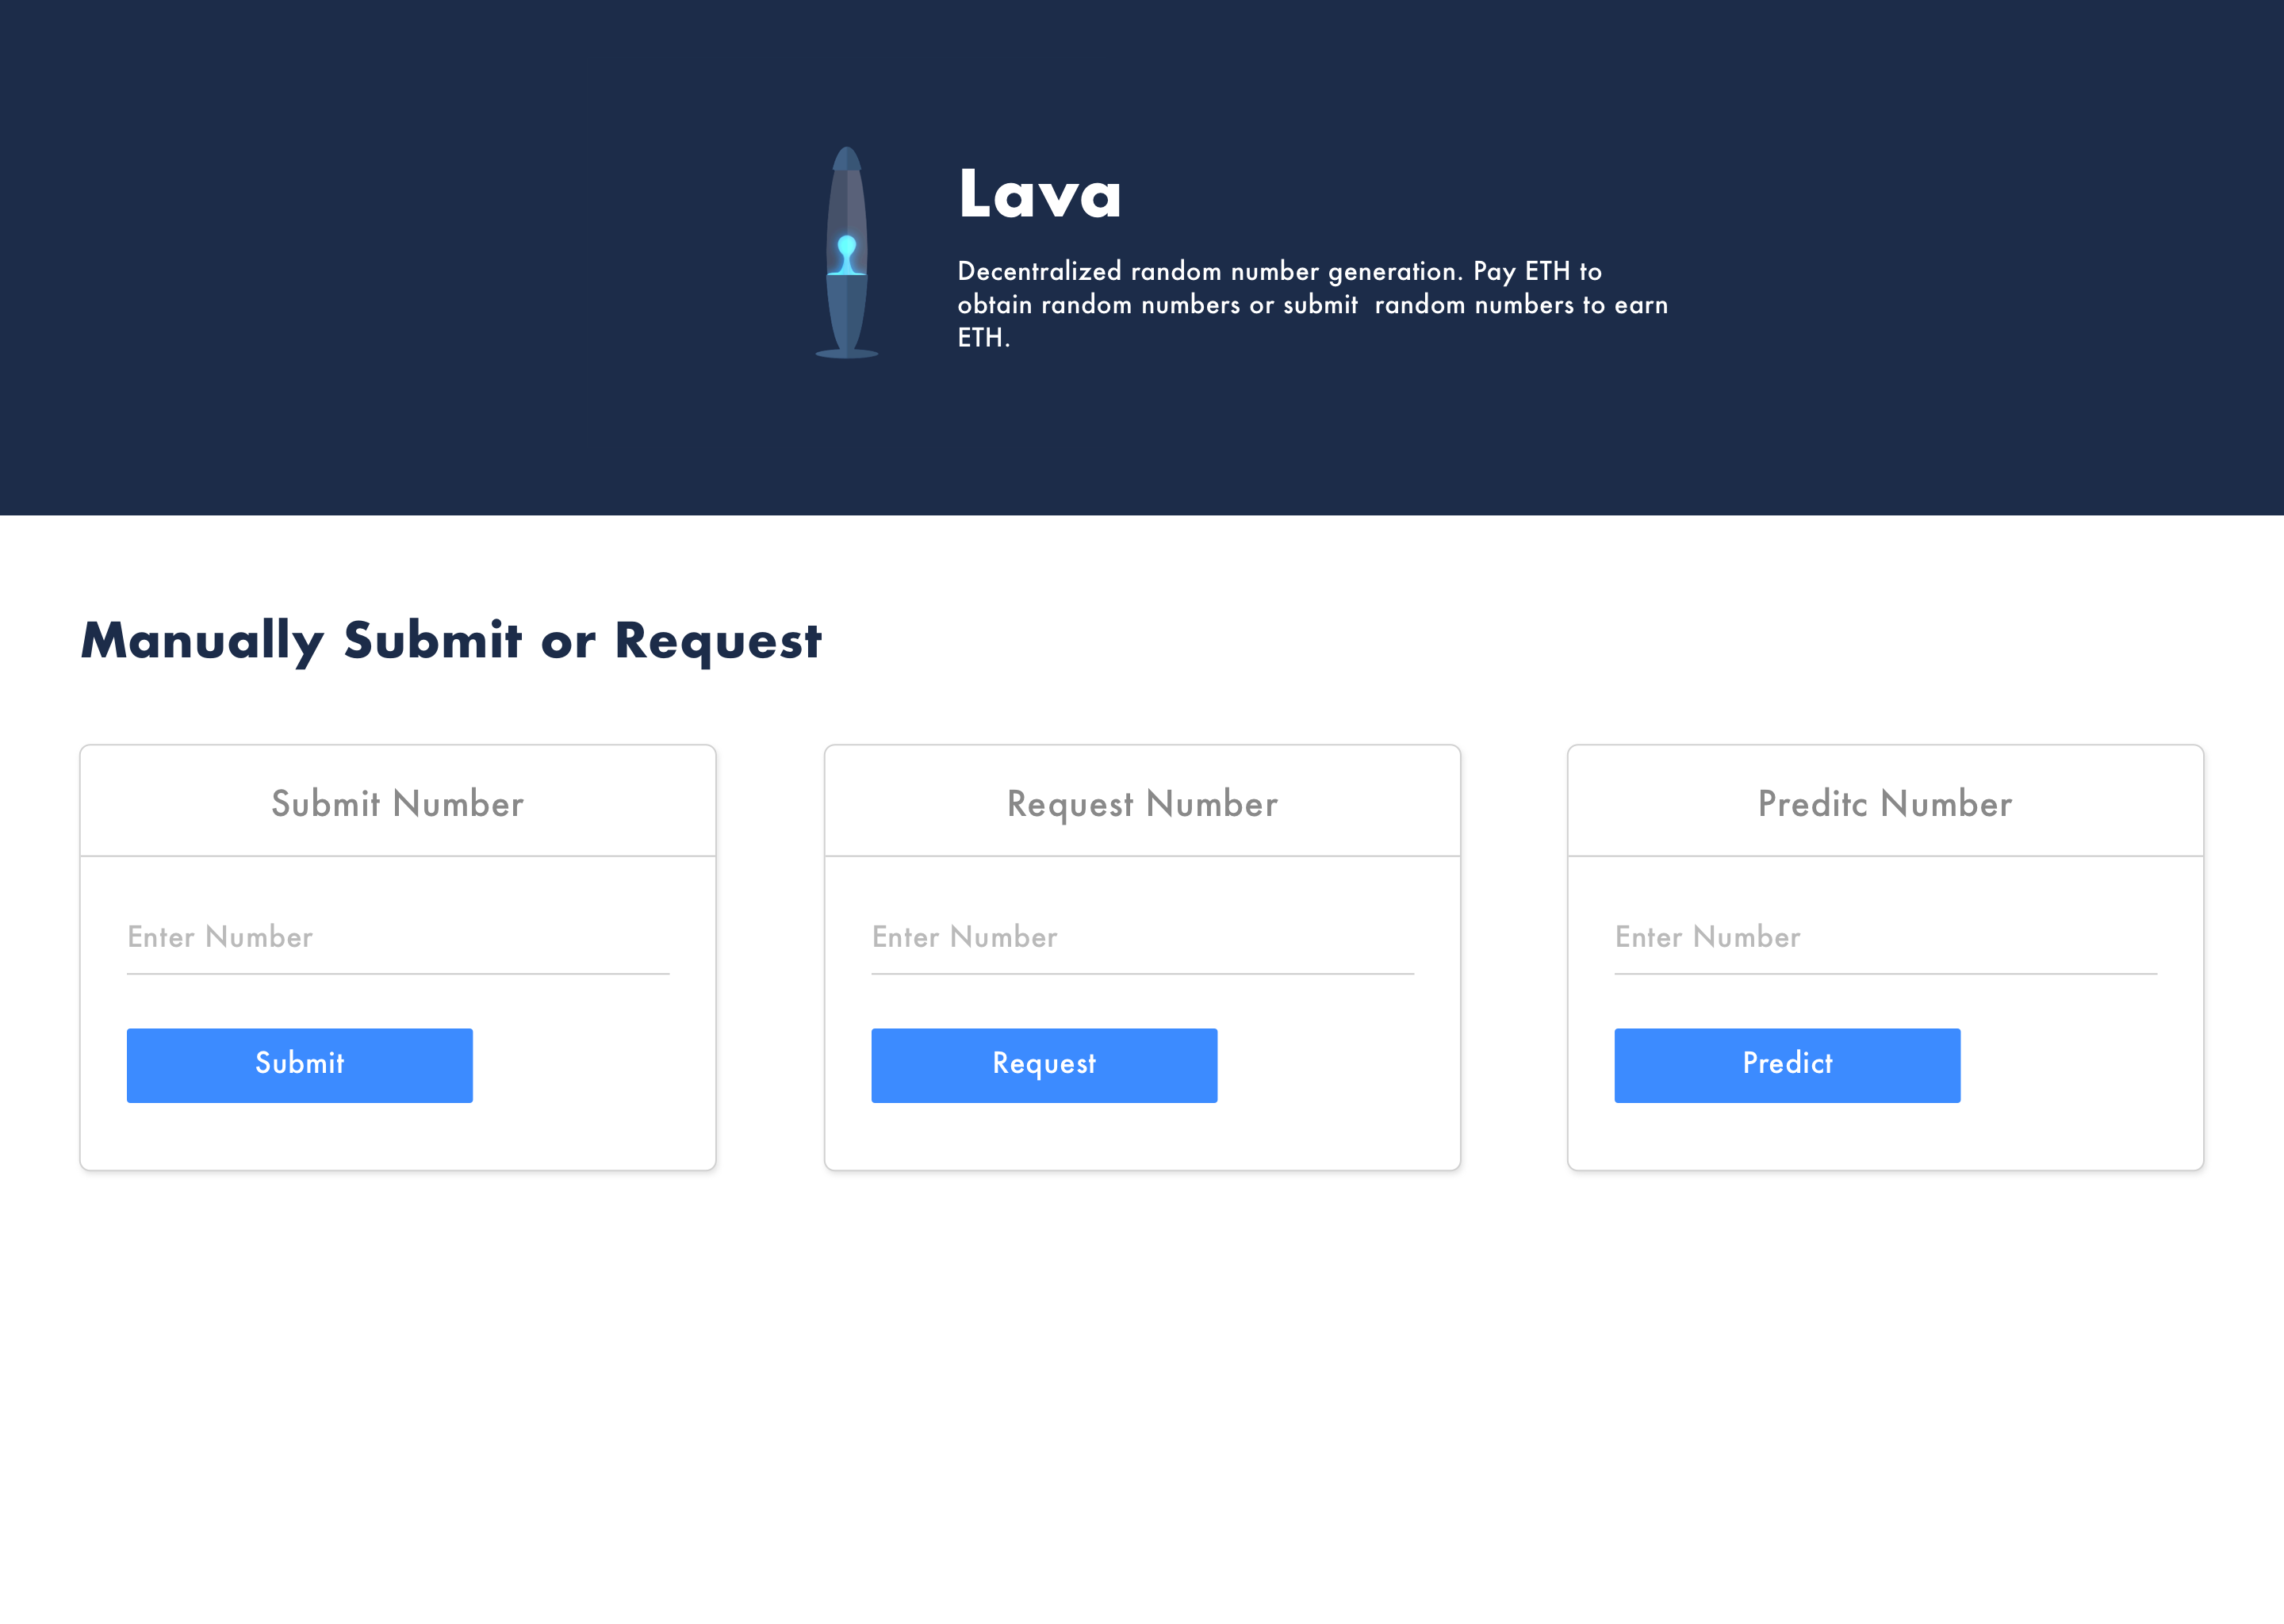 Lava
Decentralized random number generation. Pay ETH to
obtain random numbers or submit  random numbers to earn
ETH.
Manually Submit or Request
Submit Number
Enter Number
Submit
Request Number
Enter Number
Request
Preditc Number
Enter Number
Predict